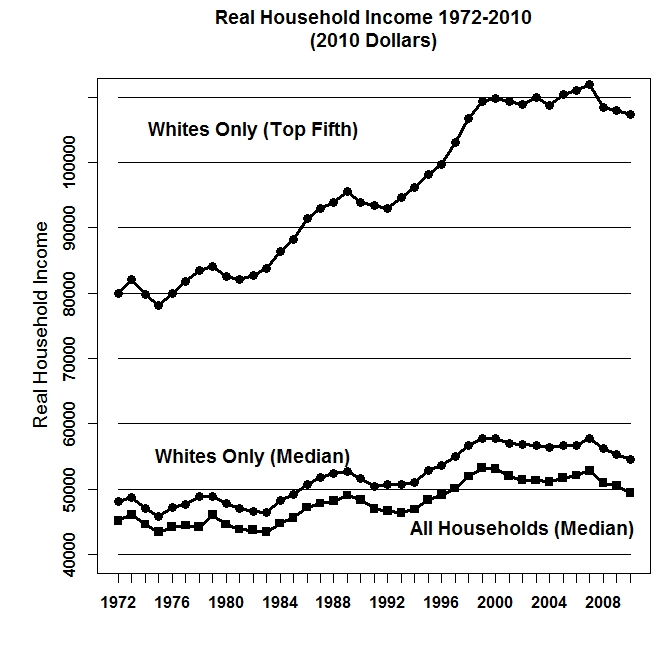 Real Household Income 1972-2010
(2010 Dollars)
Whites Only (Top Fifth)
Whites Only (Median)
All Households (Median)
Real Household Income
100000
90000
80000
70000
60000
50000
40000
1972 1976 1980 1984 1988 1992 1996 2000 2004 2008